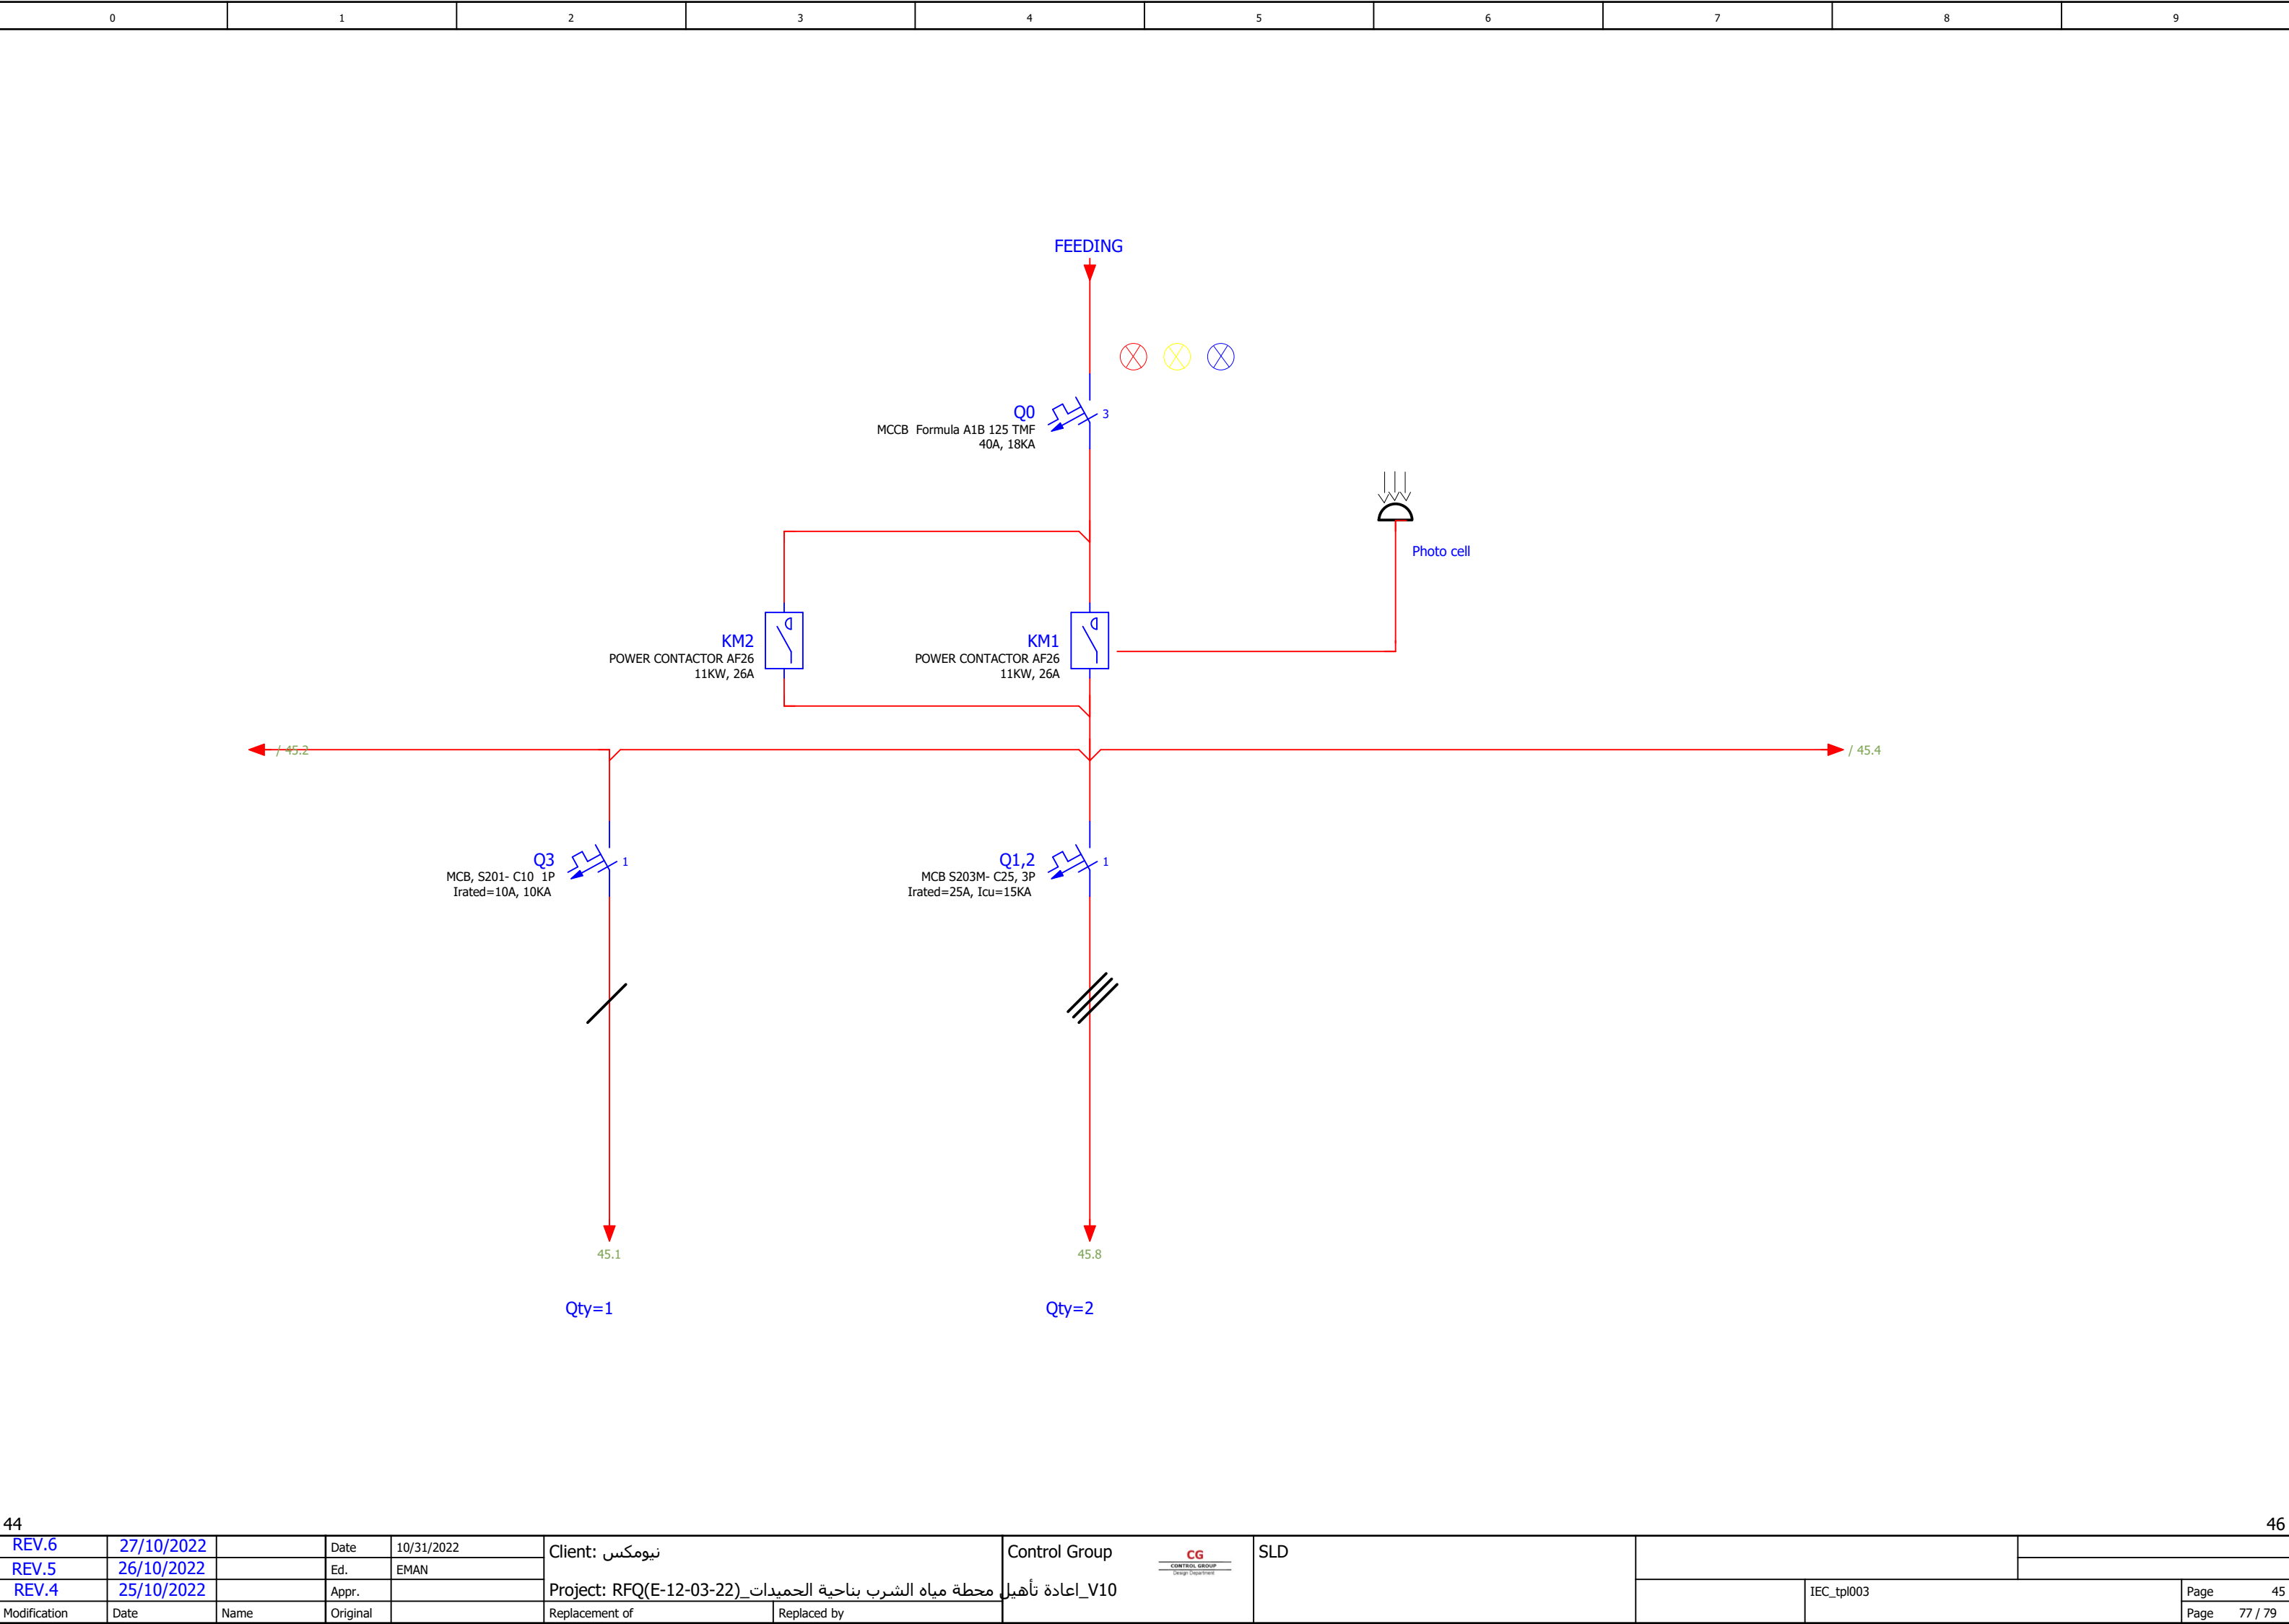 0 1 2 3 4 5 6 7 8 9
FEEDING
Q0 3
MCCB  Formula A1B 125 TMF
40A, 18KA
Photo cell
KM2
POWER CONTACTOR AF26
11KW, 26A
KM1
POWER CONTACTOR AF26
11KW, 26A
/ 45.2
/ 45.4
Q3 1
MCB, S201- C10  1P
Irated=10A, 10KA
Q1,2 1
MCB S203M- C25, 3P
Irated=25A, Icu=15KA
45.1
45.8
Qty=1
Qty=2
44
46
REV.6 27/10/2022
REV.5 26/10/2022
REV.4 25/10/2022
Modification Date Name
Date 10/31/2022
Ed. EMAN
Appr.
Original
Client: نيومكس
Project: RFQ(E-12-03-22)_اعادة تأهيل محطة مياه الشرب بناحية الحميدات_V10
Replacement of
Replaced by
Control Group
CG
CONTROL GROUP
Design Department
SLD
IEC_tpl003
Page 45
Page 77 / 79